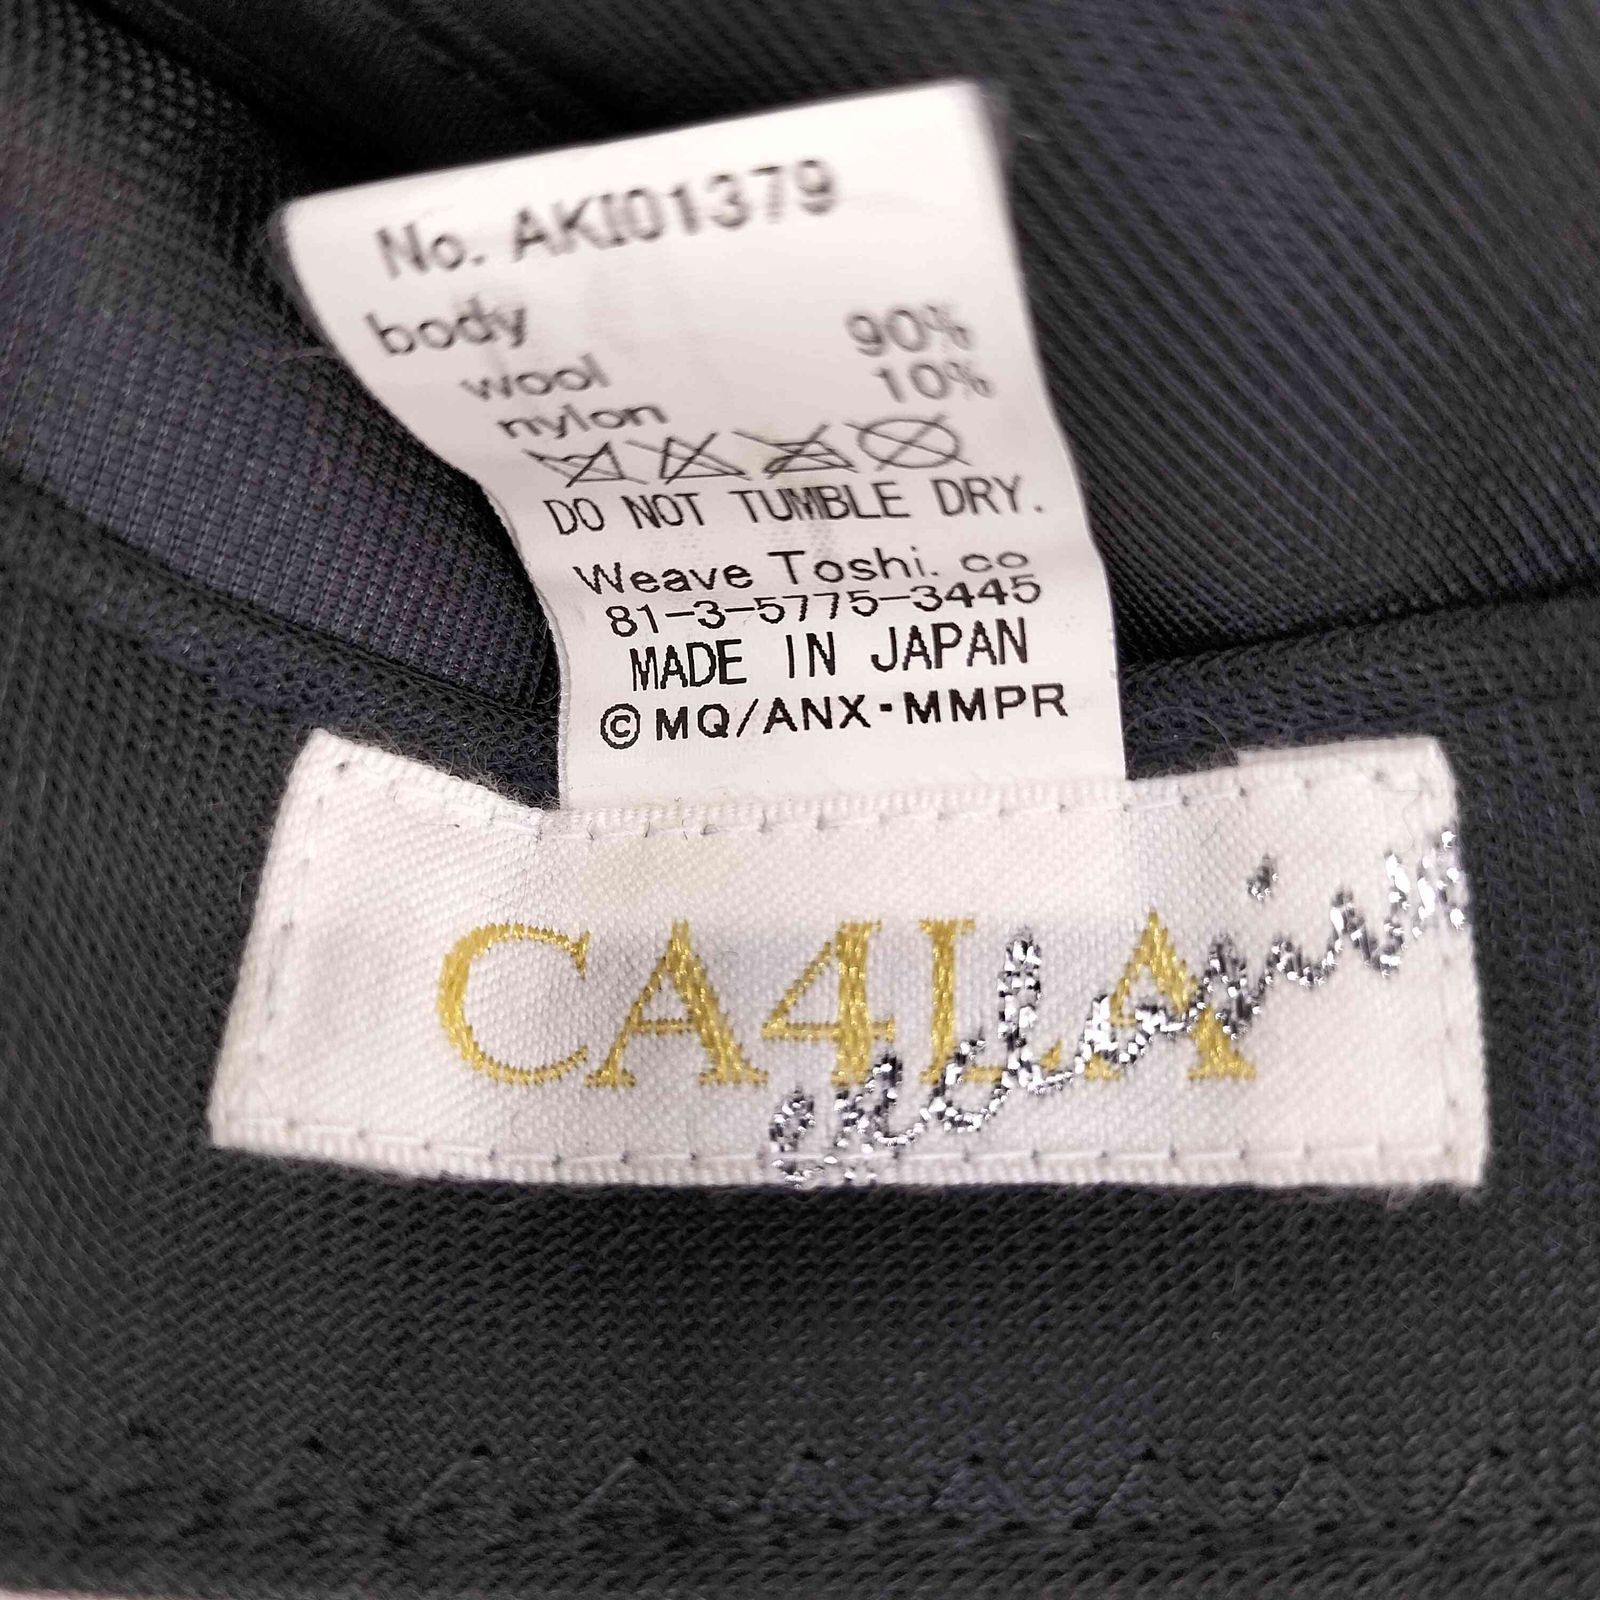 No. AKI01379
body
wool 90%
nylon 10%
DO NOT TUMBLE DRY.
Weave Toshi. co
81-3-5775-3445
MADE IN JAPAN
©MQ/ANX·MMPR
CA4LA
exclusive